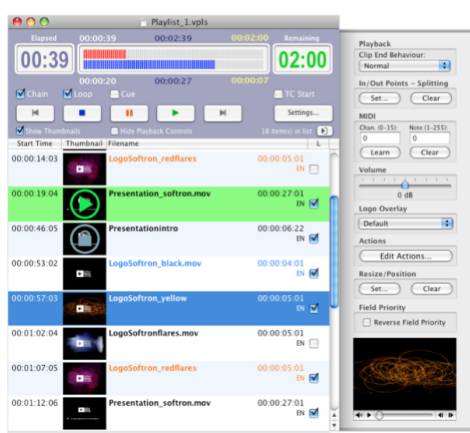 Playlist_1.vpls
Elapsed 00:00:39 00:02:39 00:02:00 Remaining
00:39 02:00
00:00:20 00:00:27 00:00:07
Chain Loop Cue TC Start
Settings...
Show Thumbnails Hide Playback Controls 18 item(s) in list
Start Time Thumbnail Filename L
00:00:14:03 LogoSoftron_redflares 00:00:05:01
EN
00:00:19:04 Presentation_softron.mov 00:00:27:01
EN
00:00:46:05 Presentationintro 00:00:06:22
EN
00:00:53:02 LogoSoftron_black.mov 00:00:04:01
EN
00:00:57:03 LogoSoftron_yellow 00:00:05:01
EN
00:01:02:04 LogoSoftronflares.mov 00:00:05:01
EN
00:01:07:05 LogoSoftron_redflares 00:00:05:01
EN
00:01:12:06 Presentation_softron.mov 00:00:27:01
EN
Playback
Clip End Behaviour:
Normal
In/Out Points - Splitting
Set... Clear
MIDI
Chan. (0-15): Note (1-255):
0 0
Learn Clear
Volume
0 dB
Logo Overlay
Default
Actions
Edit Actions...
Resize/Position
Set... Clear
Field Priority
Reverse Field Priority